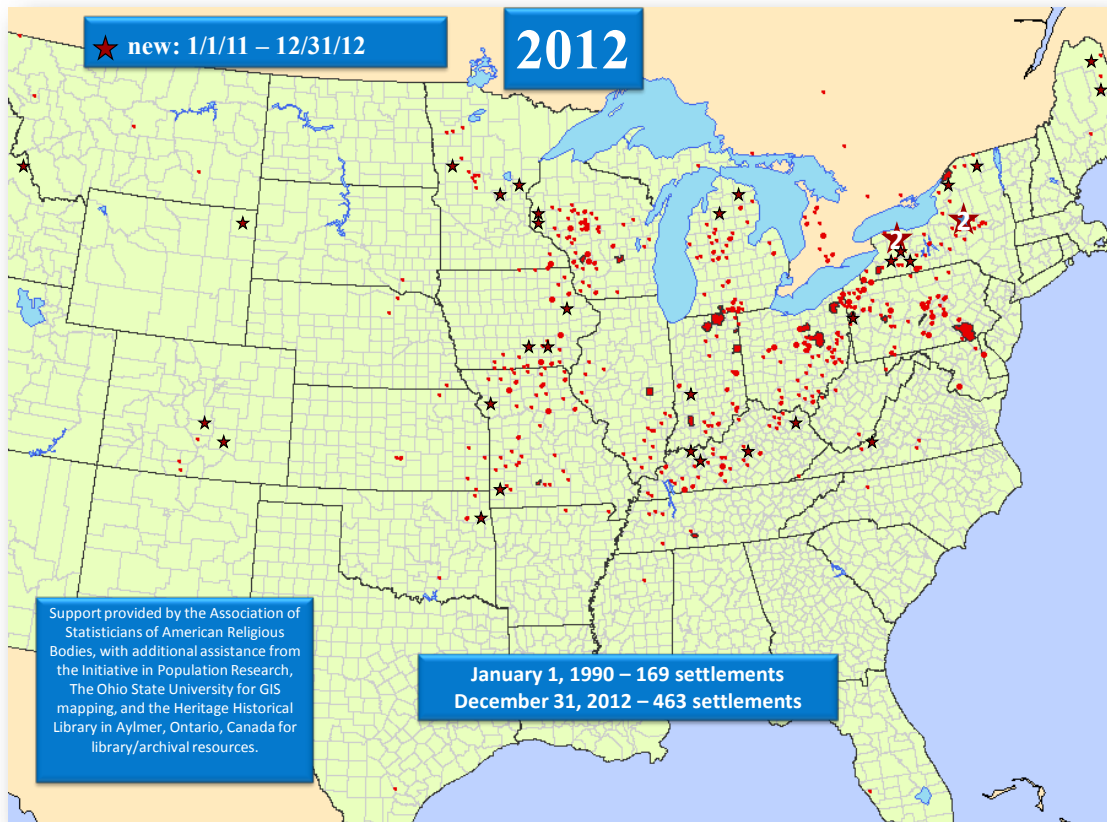 new: 1/1/11 – 12/31/12
2012
2
2
Support provided by the Association of
Statisticians of American Religious
Bodies, with additional assistance from
the Initiative in Population Research,
The Ohio State University for GIS
mapping, and the Heritage Historical
Library in Aylmer, Ontario, Canada for
library/archival resources.
January 1, 1990 – 169 settlements
December 31, 2012 – 463 settlements